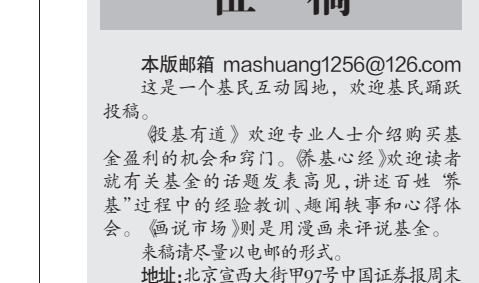 征 稿
本版邮箱 mashuang1256@126.com
这是一个基民互动园地，欢迎基民踊跃
投稿。
《投基有道》欢迎专业人士介绍购买基
金盈利的机会和窍门。《养基心经》欢迎读者
就有关基金的话题发表高见,讲述百姓“养
基”过程中的经验教训、趣闻轶事和心得体
会。《画说市场》则是用漫画来评说基金。
来稿请尽量以电邮的形式。
地址:北京宣西大街甲97号中国证券报周末